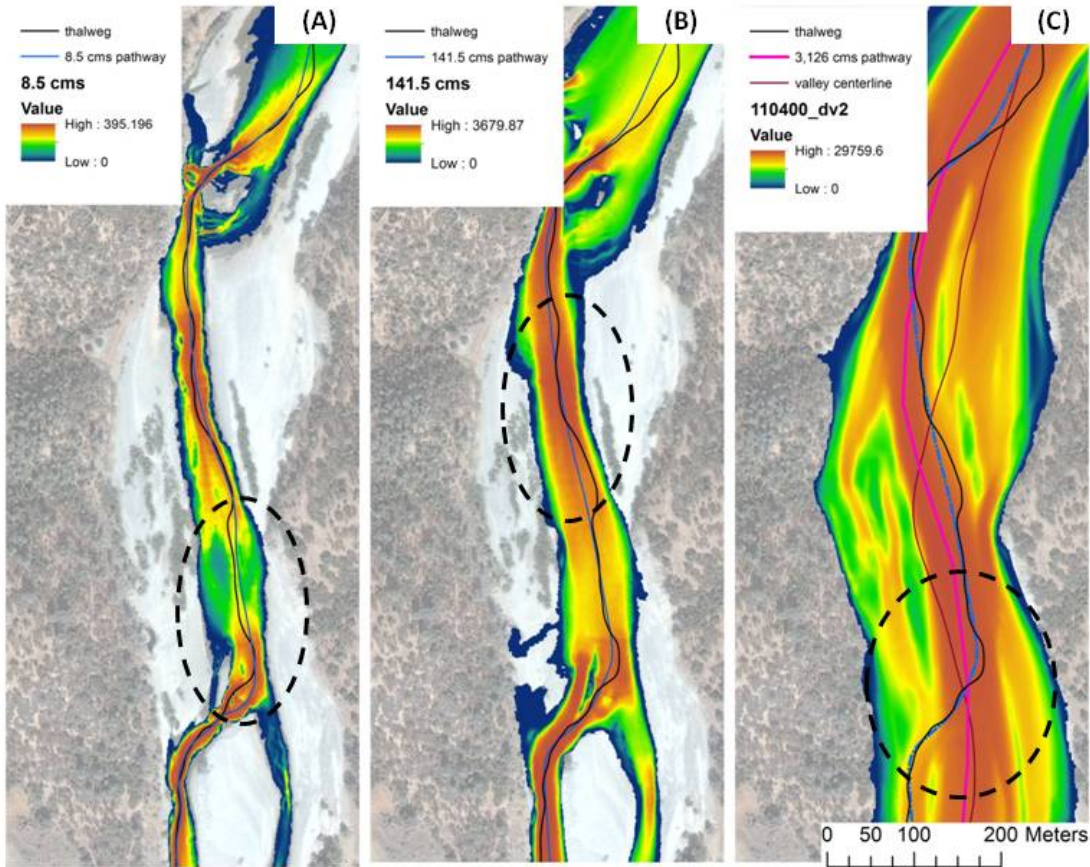 (A)
thalweg
8.5 cms pathway
8.5 cms
Value
High : 395.196
Low : 0
(B)
thalweg
141.5 cms pathway
141.5 cms
Value
High : 3679.87
Low : 0
(C)
thalweg
3,126 cms pathway
valley centerline
110400_dv2
Value
High : 29759.6
Low : 0
0 50 100 200 Meters